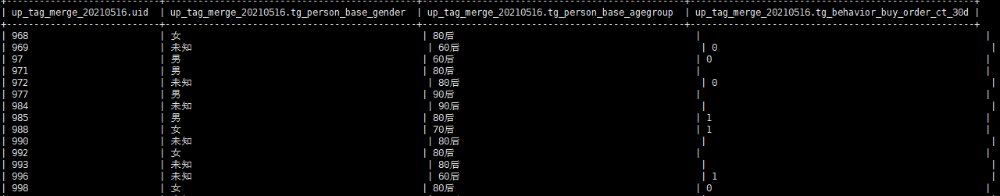 | up_tag_merge_20210516.uid | up_tag_merge_20210516.tg_person_base_gender | up_tag_merge_20210516.tg_person_base_agegroup | up_tag_merge_20210516.tg_behavior_buy_order_ct_30d |
| 968 | 女 | 80后 | |
| 969 | 未知 | 60后 | 0 |
| 97 | 男 | 60后 | 0 |
| 971 | 男 | 80后 | |
| 972 | 未知 | 80后 | 0 |
| 977 | 男 | 90后 | |
| 984 | 未知 | 90后 | |
| 985 | 男 | 80后 | 1 |
| 988 | 女 | 70后 | 1 |
| 990 | 未知 | 80后 | |
| 992 | 女 | 80后 | |
| 993 | 未知 | 80后 | |
| 996 | 未知 | 60后 | 1 |
| 998 | 女 | 80后 | 0 |